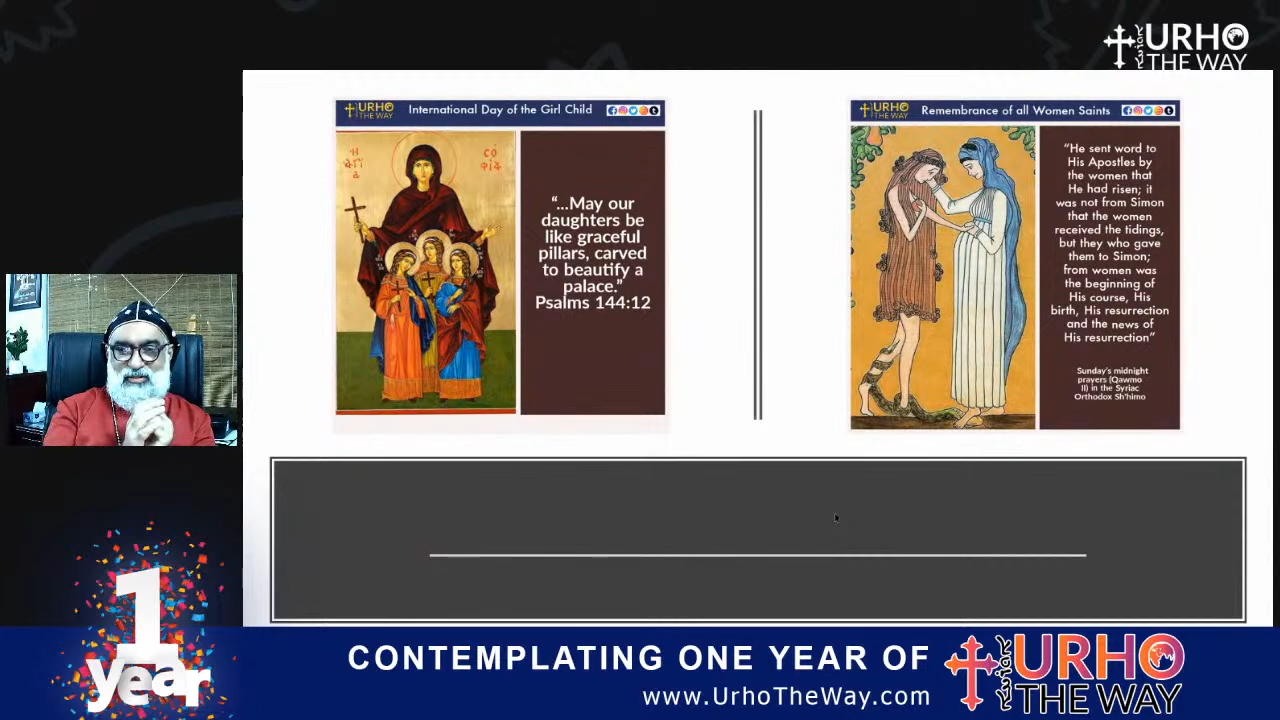 URHO
THE WAY
URHO
THE WAY
International Day of the Girl Child
Η
ΑΓΙ
α
СÓ
ΦΙΑ
“...May our
daughters be
like graceful
pillars, carved
to beautify a
palace.”
Psalms 144:12
URHO
THE WAY
Remembrance of all Women Saints
“He sent word to
His Apostles by
the women that
He had risen; it
was not from Simon
that the women
received the tidings,
but they who gave
them to Simon;
from women was
the beginning of
His course, His
birth, His resurrection
and the news of
His resurrection”
Sunday's midnight
prayers (Qawmo
II) in the Syriac
Orthodox Sh'himo
1
year
CONTEMPLATING ONE YEAR OF
www.UrhoTheWay.com
URHO
THE WAY